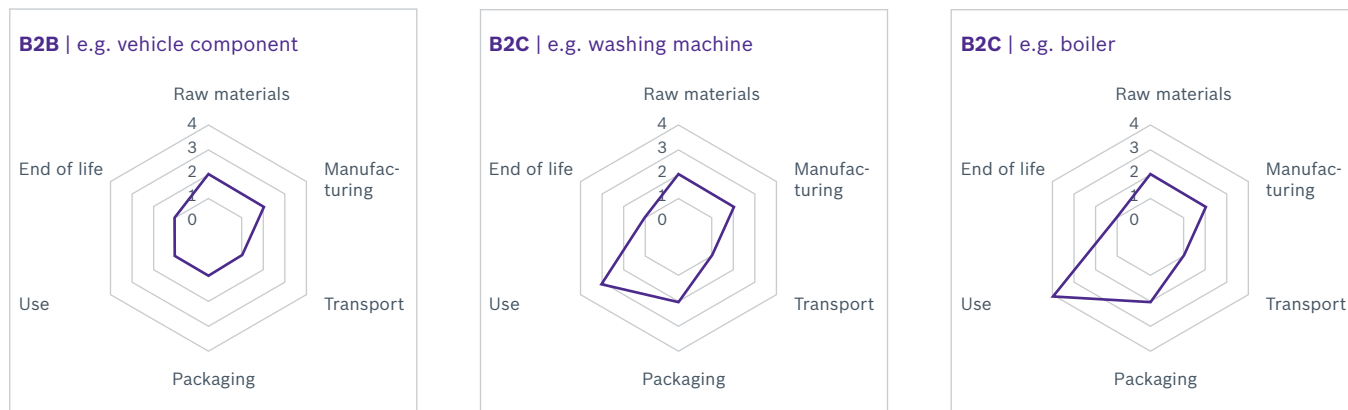 B2B | e.g. vehicle component
Raw materials
4
3
2
1
0
End of life
Manufac-
turing
Use
Transport
Packaging
B2C | e.g. washing machine
Raw materials
4
3
2
1
0
End of life
Manufac-
turing
Use
Transport
Packaging
B2C | e.g. boiler
Raw materials
4
3
2
1
0
End of life
Manufac-
turing
Use
Transport
Packaging